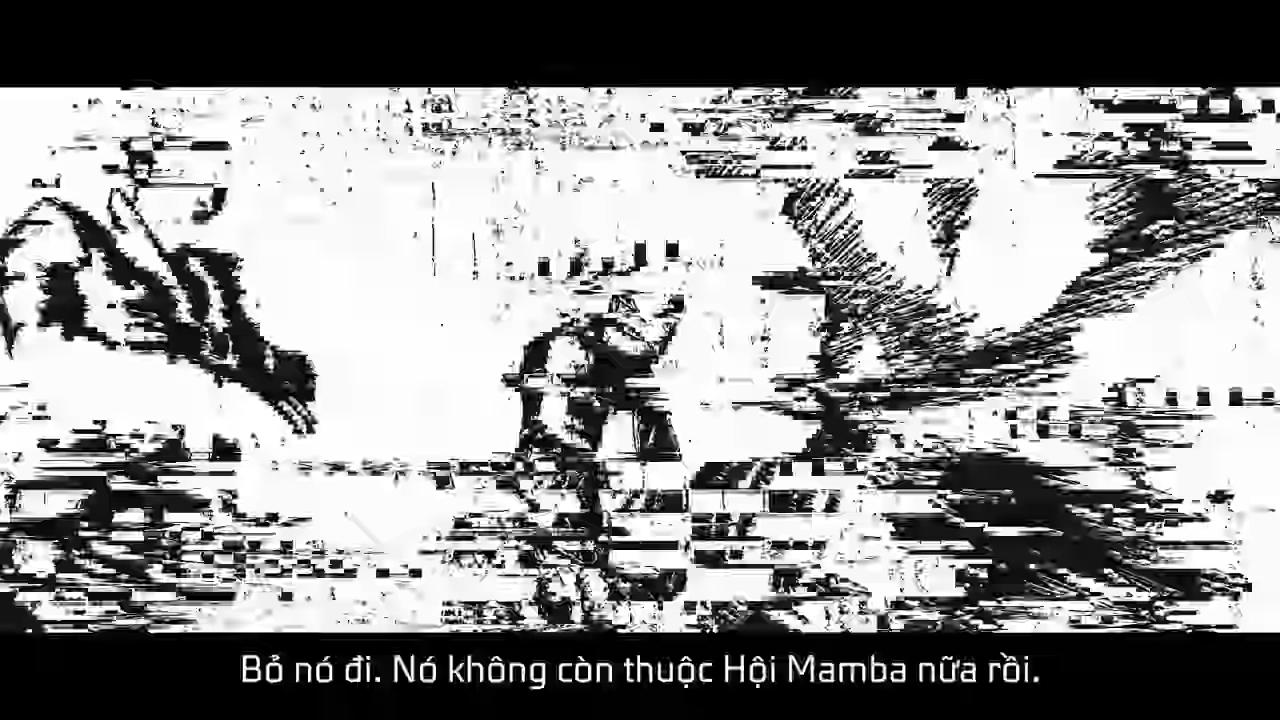 Bỏ nó đi. Nó không còn thuộc Hội Mamba nữa rồi.